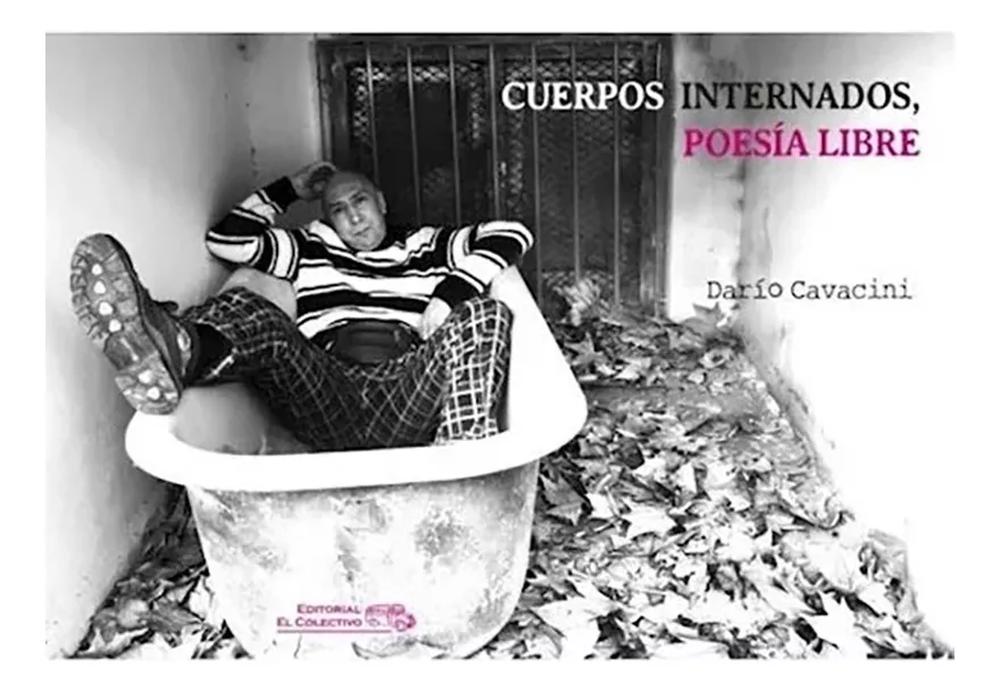 CUERPOS INTERNADOS,
POESÍA LIBRE
Darío Cavacini
EDITORIAL
EL COLECTIVO